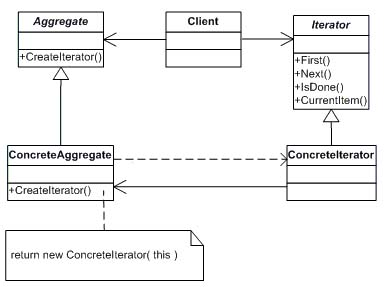 Aggregate
Client
Iterator
+CreateIterator()
+First()
+Next()
+IsDone()
+CurrentItem()
ConcreteAggregate
ConcreteIterator
+CreateIterator()
return new ConcreteIterator( this )